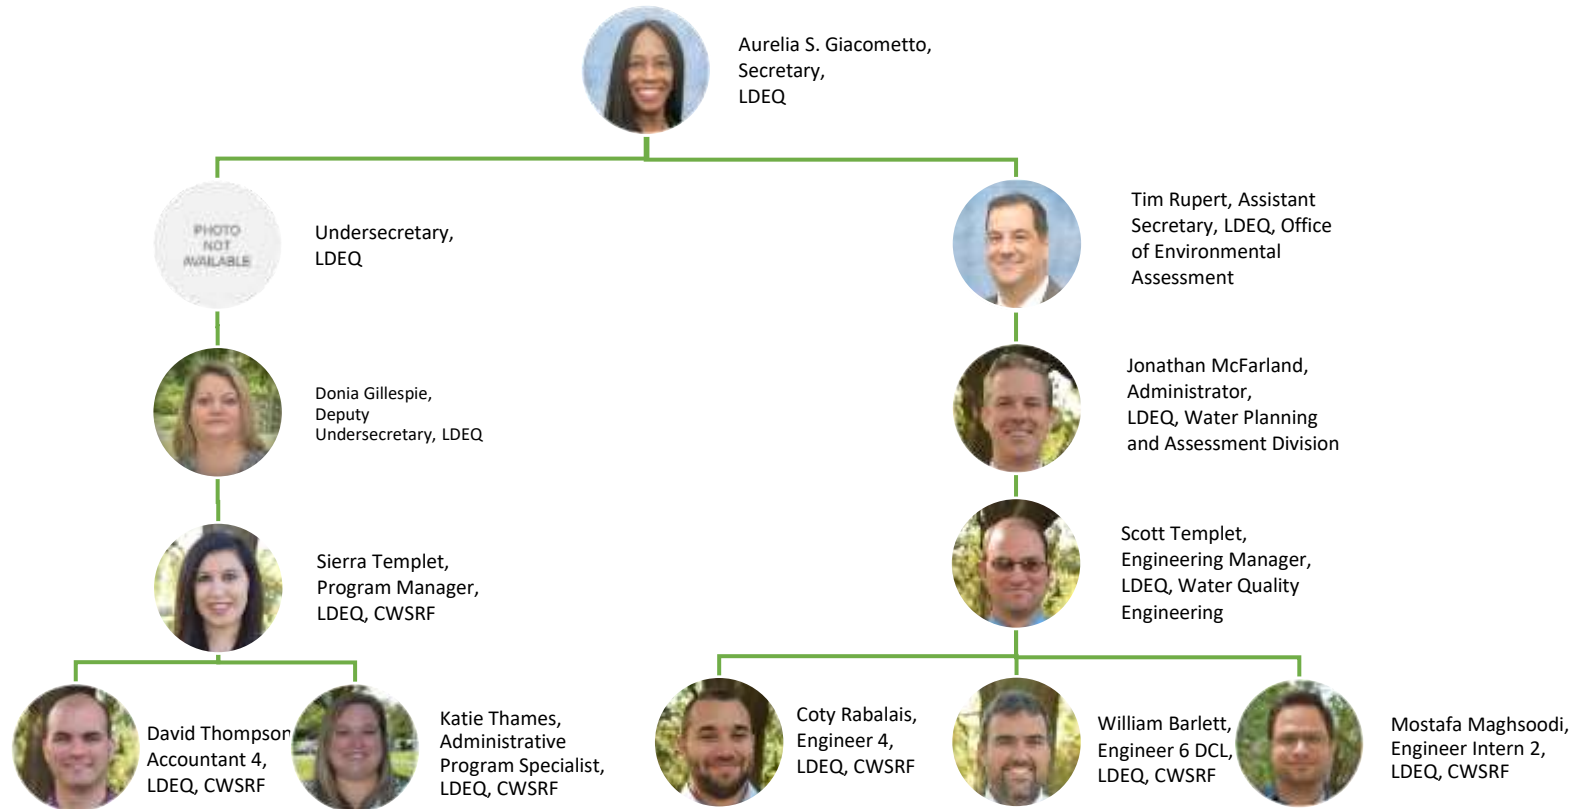 Aurelia S. Giacometto,
Secretary,
LDEQ
PHOTO
NOT
AVAILABLE
Undersecretary,
LDEQ
Tim Rupert, Assistant
Secretary, LDEQ, Office
of Environmental
Assessment
Donia Gillespie,
Deputy
Undersecretary, LDEQ
Jonathan McFarland,
Administrator,
LDEQ, Water Planning
and Assessment Division
Sierra Templet,
Program Manager,
LDEQ, CWSRF
Scott Templet,
Engineering Manager,
LDEQ, Water Quality
Engineering
David Thompson
Accountant 4,
LDEQ, CWSRF
Katie Thames,
Administrative
Program Specialist,
LDEQ, CWSRF
Coty Rabalais,
Engineer 4,
LDEQ, CWSRF
William Barlett,
Engineer 6 DCL,
LDEQ, CWSRF
Mostafa Maghsoodi,
Engineer Intern 2,
LDEQ, CWSRF